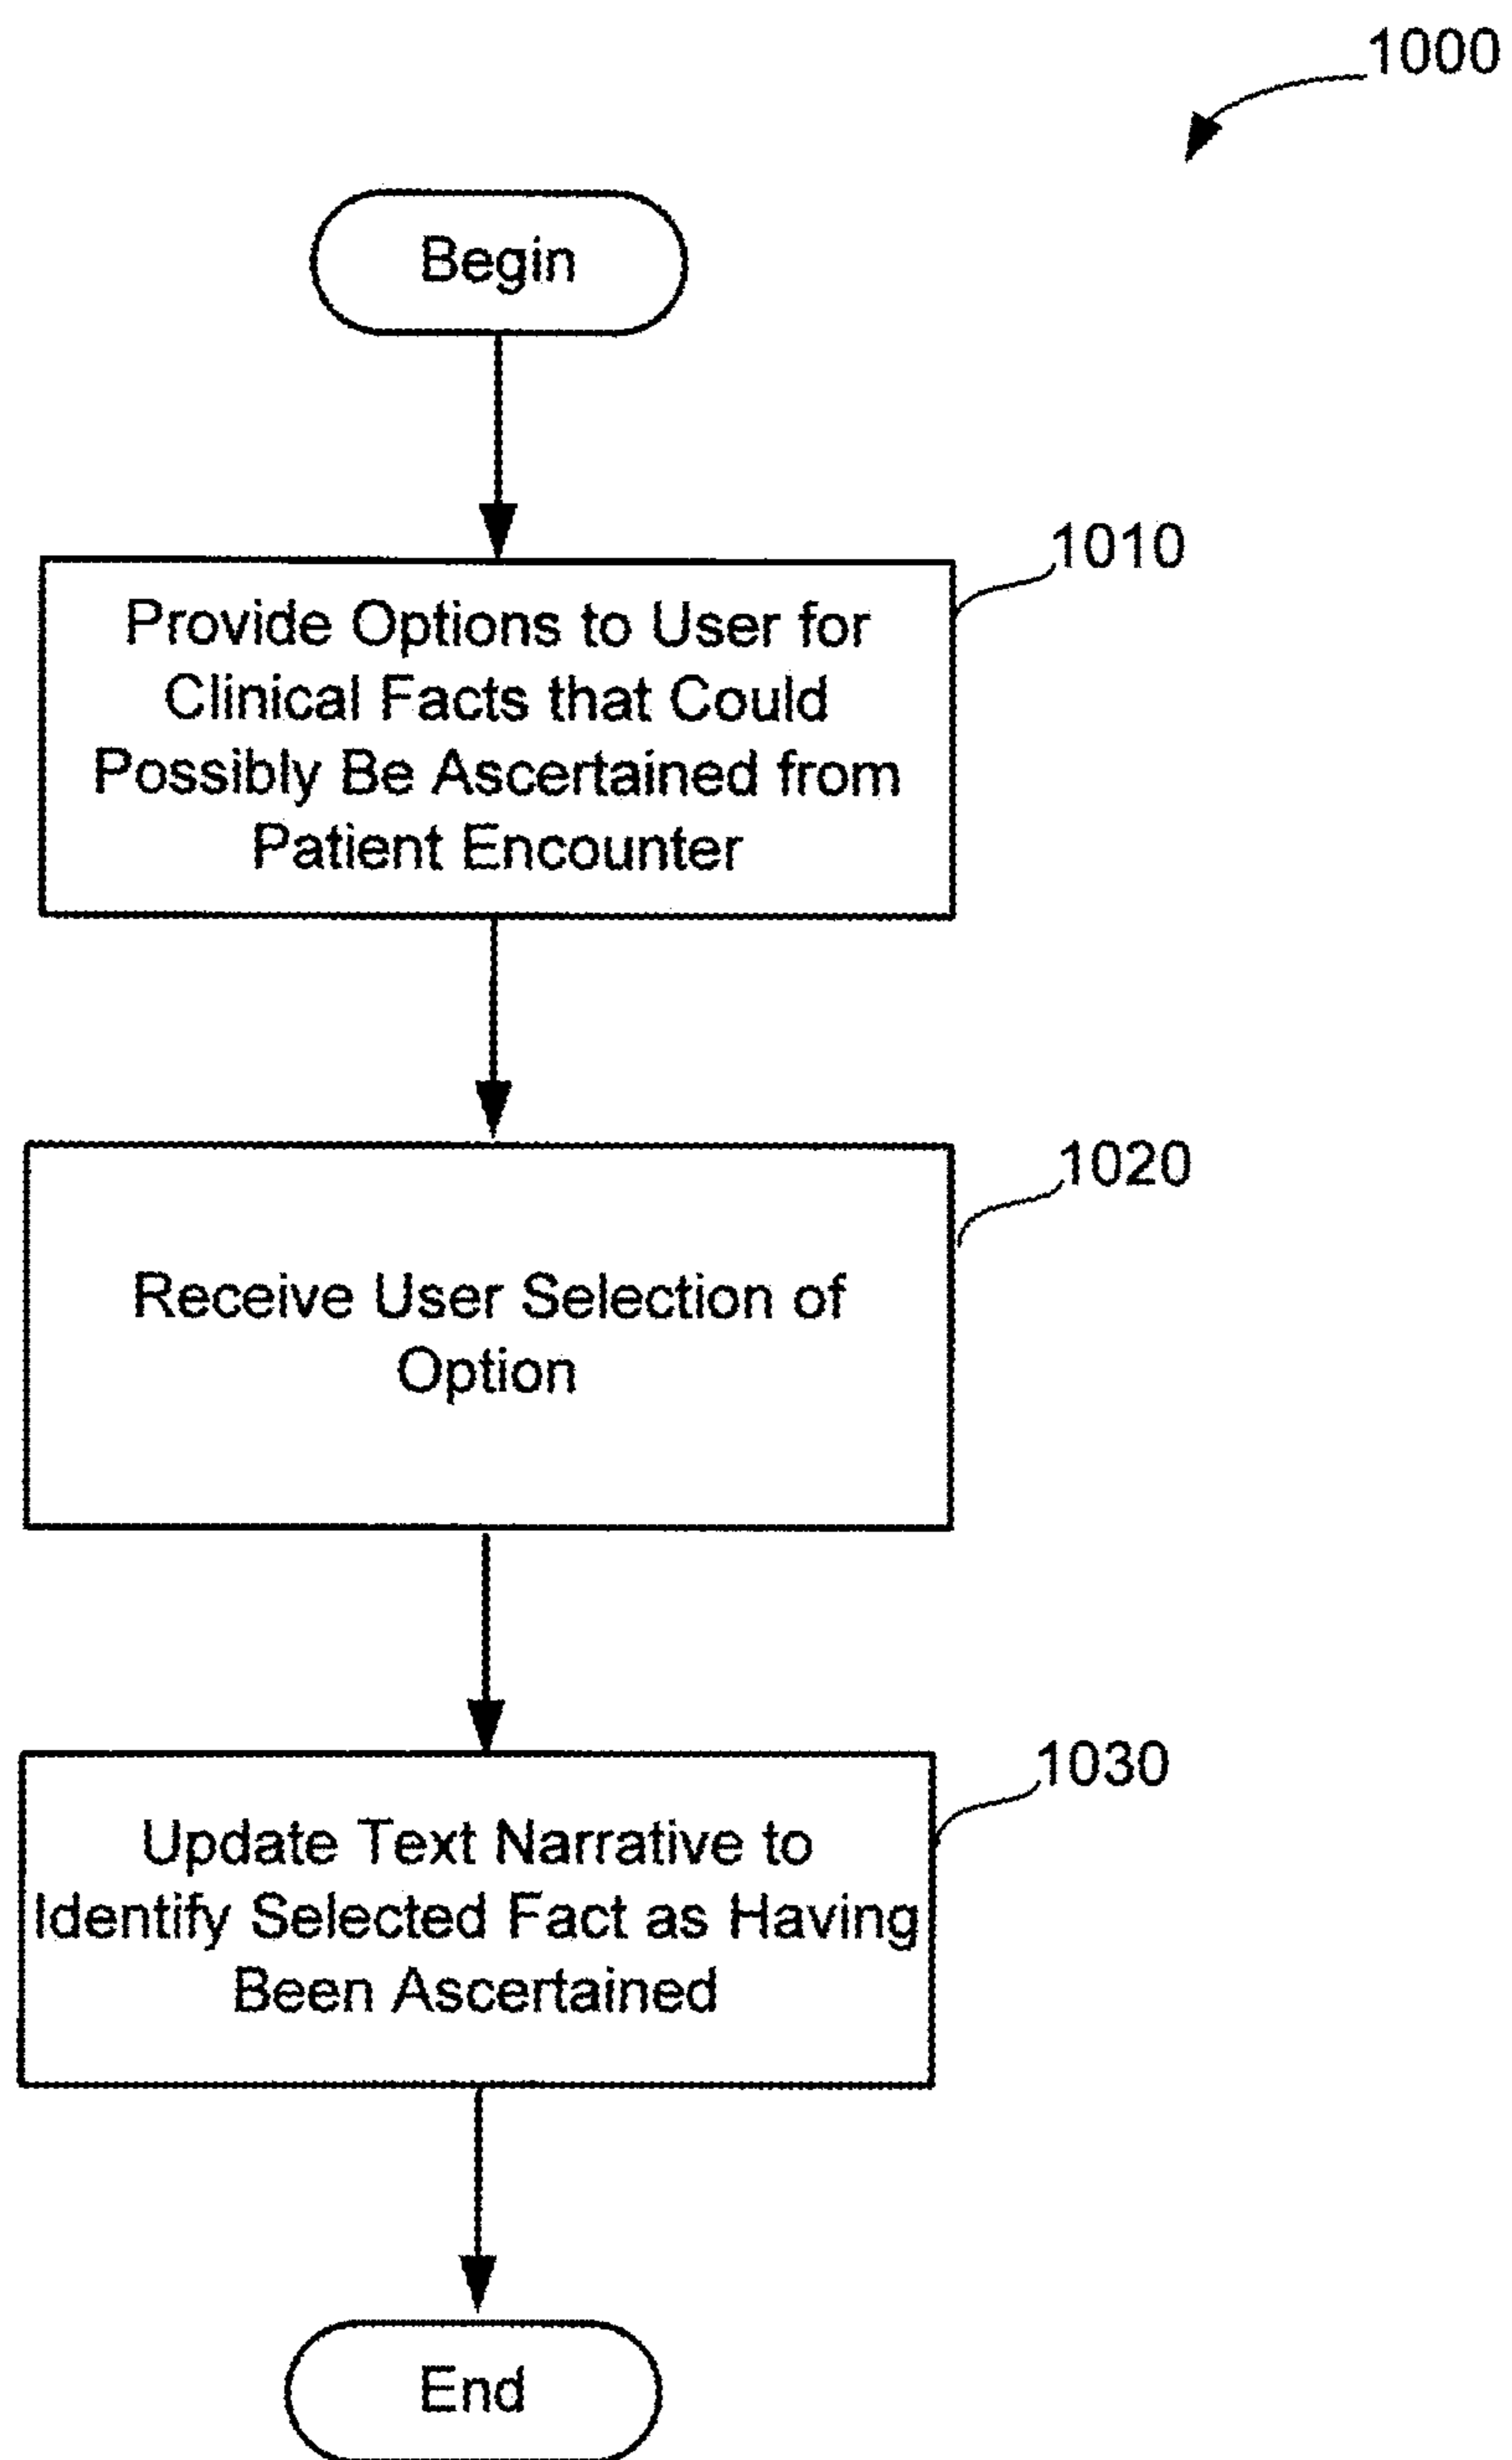 1000
Begin
1010
Provide Options to User for
Clinical Facts that Could
Possibly Be Ascertained from
Patient Encounter
1020
Receive User Selection of
Option
1030
Update Text Narrative to
Identify Selected Fact as Having
Been Ascertained
End